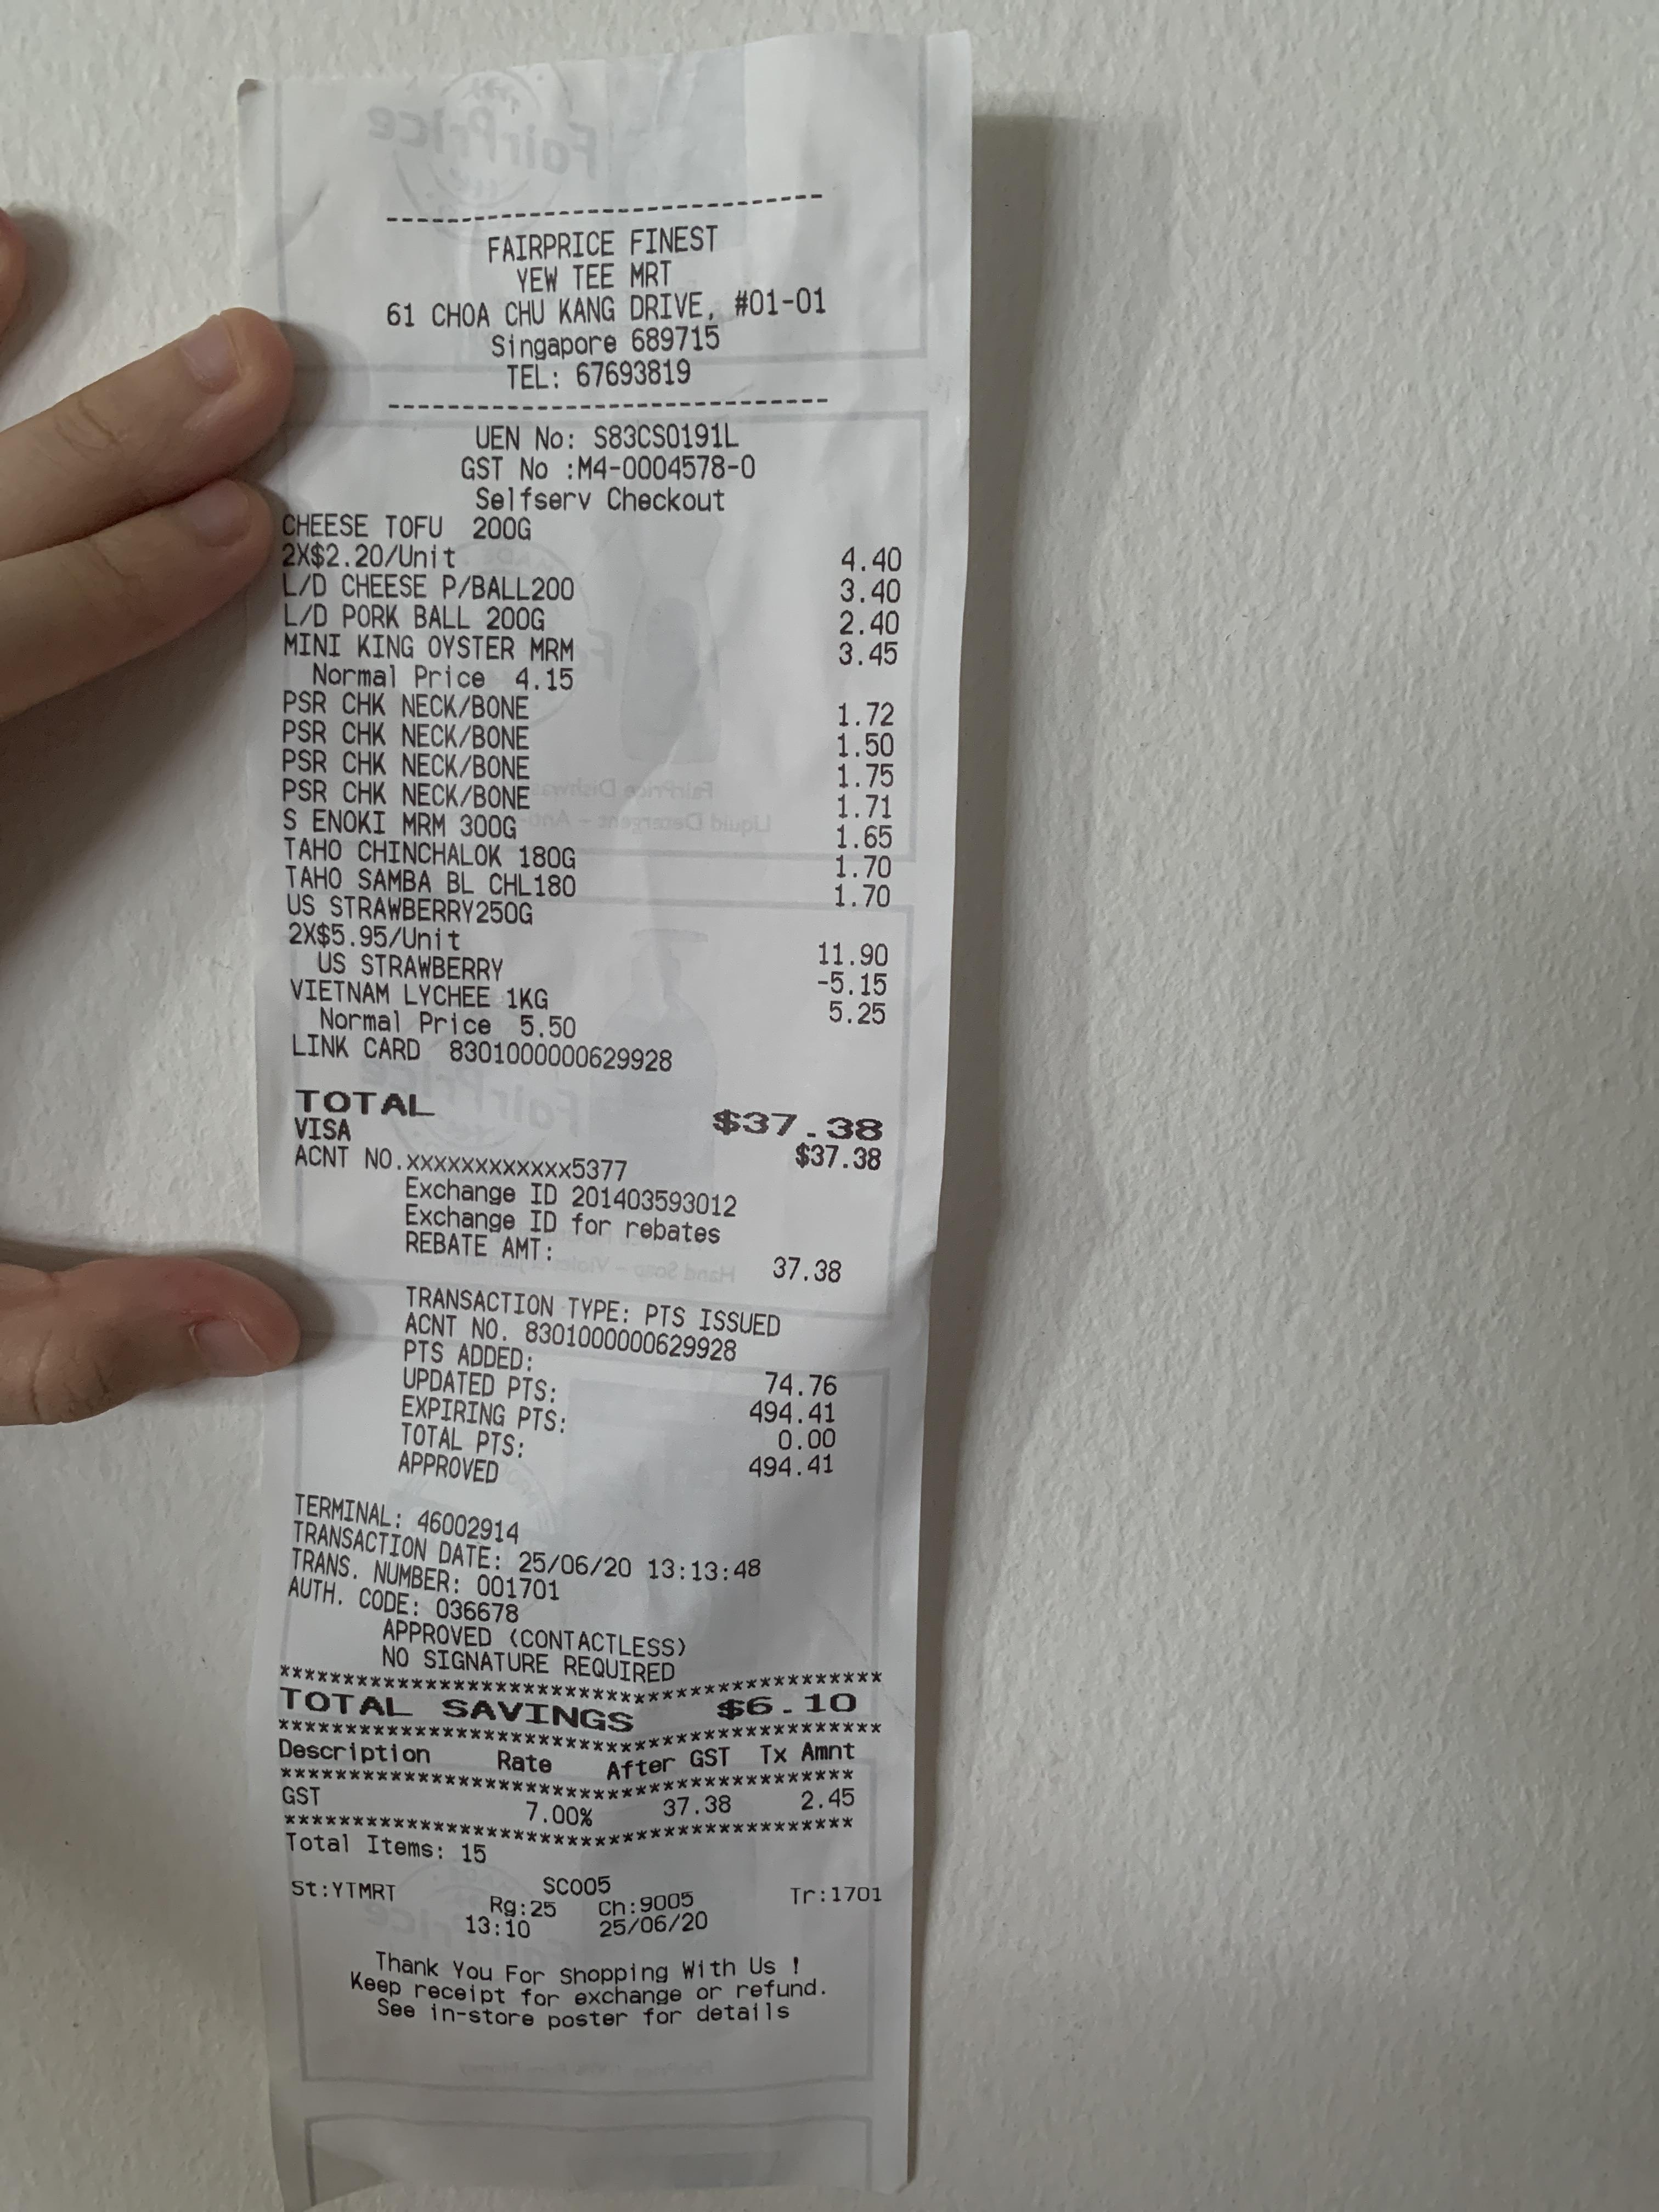 FairPrice
FAIRPRICE FINEST
YEW TEE MRT
61 CHOA CHU KANG DRIVE, #01-01
Singapore 689715
TEL: 67693819
UEN No: S83CS0191L
GST No :M4-0004578-0
Selfserv Checkout
CHEESE TOFU 200G
2X$2.20/Unit 4.40
L/D CHEESE P/BALL200 3.40
L/D PORK BALL 200G 2.40
MINI KING OYSTER MRM 3.45
Normal Price 4.15
PSR CHK NECK/BONE 1.72
PSR CHK NECK/BONE 1.50
PSR CHK NECK/BONE 1.75
PSR CHK NECK/BONE 1.71
S ENOKI MRM 300G 1.65
TAHO CHINCHALOK 180G 1.70
TAHO SAMBA BL CHL180 1.70
US STRAWBERRY250G
2X$5.95/Unit 11.90
US STRAWBERRY -5.15
VIETNAM LYCHEE 1KG 5.25
Normal Price 5.50
LINK CARD 8301000000629928
TOTAL $37.38
VISA $37.38
ACNT NO.xxxxxxxxxxxx5377
Exchange ID 201403593012
Exchange ID for rebates
REBATE AMT: 37.38
TRANSACTION TYPE: PTS ISSUED
ACNT NO. 8301000000629928
PTS ADDED: 74.76
UPDATED PTS: 494.41
EXPIRING PTS: 0.00
TOTAL PTS: 494.41
APPROVED
TERMINAL: 46002914
TRANSACTION DATE: 25/06/20 13:13:48
TRANS. NUMBER: 001701
AUTH. CODE: 036678
APPROVED (CONTACTLESS)
NO SIGNATURE REQUIRED
TOTAL SAVINGS $6.10
Description Rate After GST Tx Amnt
GST 7.00% 37.38 2.45
Total Items: 15
SCO05
St:YTMRT Rg:25 Ch:9005 Tr:1701
13:10 25/06/20
Thank You For Shopping With Us !
Keep receipt for exchange or refund.
See in-store poster for details